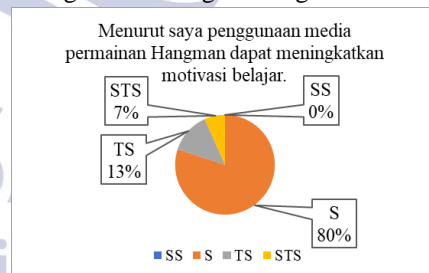 Menurut saya penggunaan media
permainan Hangman dapat meningkatkan
motivasi belajar.
STS
7%
SS
0%
TS
13%
S
80%
SS S TS STS